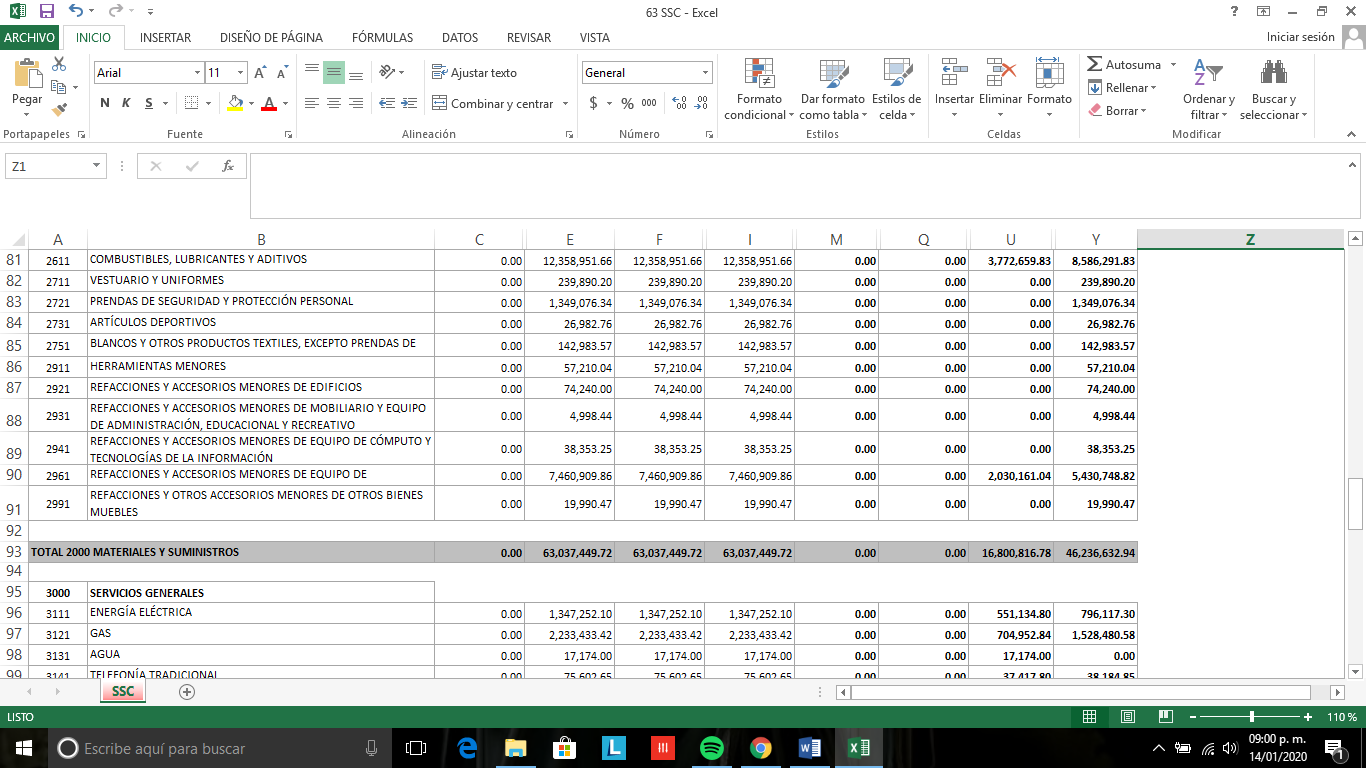 63 SSC - Excel
ARCHIVO INICIO INSERTAR DISEÑO DE PÁGINA FÓRMULAS DATOS REVISAR VISTA Iniciar sesión
Pegar
Portapapeles
Arial 11
N K S
Fuente
Ajustar texto
Combinar y centrar
Alineación
General
$ % 000
Número
Formato condicional
Dar formato como tabla
Estilos de celda
Estilos
Insertar Eliminar Formato
Celdas
Autosuma
Rellenar
Borrar
Ordenar y filtrar
Buscar y seleccionar
Modificar
Z1 fx
A B C E F I M Q U Y Z
81 2611 COMBUSTIBLES, LUBRICANTES Y ADITIVOS 0.00 12,358,951.66 12,358,951.66 12,358,951.66 0.00 0.00 3,772,659.83 8,586,291.83
82 2711 VESTUARIO Y UNIFORMES 0.00 239,890.20 239,890.20 239,890.20 0.00 0.00 0.00 239,890.20
83 2721 PRENDAS DE SEGURIDAD Y PROTECCIÓN PERSONAL 0.00 1,349,076.34 1,349,076.34 1,349,076.34 0.00 0.00 0.00 1,349,076.34
84 2731 ARTÍCULOS DEPORTIVOS 0.00 26,982.76 26,982.76 26,982.76 0.00 0.00 0.00 26,982.76
85 2751 BLANCOS Y OTROS PRODUCTOS TEXTILES, EXCEPTO PRENDAS DE 0.00 142,983.57 142,983.57 142,983.57 0.00 0.00 0.00 142,983.57
86 2911 HERRAMIENTAS MENORES 0.00 57,210.04 57,210.04 57,210.04 0.00 0.00 0.00 57,210.04
87 2921 REFACCIONES Y ACCESORIOS MENORES DE EDIFICIOS 0.00 74,240.00 74,240.00 74,240.00 0.00 0.00 0.00 74,240.00
88 2931 REFACCIONES Y ACCESORIOS MENORES DE MOBILIARIO Y EQUIPO
DE ADMINISTRACIÓN, EDUCACIONAL Y RECREATIVO 0.00 4,998.44 4,998.44 4,998.44 0.00 0.00 0.00 4,998.44
89 2941 REFACCIONES Y ACCESORIOS MENORES DE EQUIPO DE CÓMPUTO Y
TECNOLOGÍAS DE LA INFORMACIÓN 0.00 38,353.25 38,353.25 38,353.25 0.00 0.00 0.00 38,353.25
90 2961 REFACCIONES Y ACCESORIOS MENORES DE EQUIPO DE 0.00 7,460,909.86 7,460,909.86 7,460,909.86 0.00 0.00 2,030,161.04 5,430,748.82
91 2991 REFACCIONES Y OTROS ACCESORIOS MENORES DE OTROS BIENES
MUEBLES 0.00 19,990.47 19,990.47 19,990.47 0.00 0.00 0.00 19,990.47
92
93 TOTAL 2000 MATERIALES Y SUMINISTROS 0.00 63,037,449.72 63,037,449.72 63,037,449.72 0.00 0.00 16,800,816.78 46,236,632.94
94
95 3000 SERVICIOS GENERALES
96 3111 ENERGÍA ELÉCTRICA 0.00 1,347,252.10 1,347,252.10 1,347,252.10 0.00 0.00 551,134.80 796,117.30
97 3121 GAS 0.00 2,233,433.42 2,233,433.42 2,233,433.42 0.00 0.00 704,952.84 1,528,480.58
98 3131 AGUA 0.00 17,174.00 17,174.00 17,174.00 0.00 0.00 17,174.00 0.00
99 3141 TELEFONÍA TRADICIONAL 0.00 75,602.65 75,602.65 75,602.65 0.00 0.00 37,417.80 38,184.85
SSC
LISTO 110 %
Escribe aquí para buscar
09:00 p. m.
14/01/2020
1